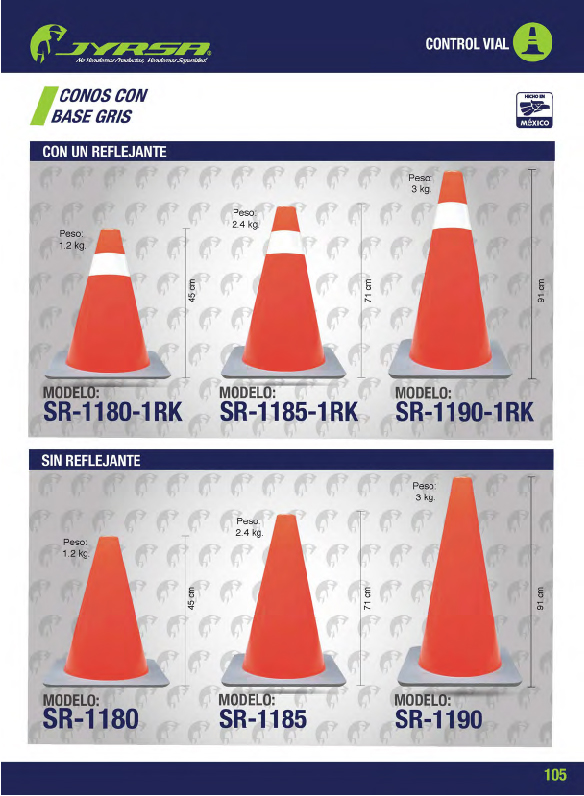 JYRSA®
No Vendemos Productos, Vendemos Seguridad
CONTROL VIAL
CONOS CON
BASE GRIS
HECHO EN
MÉXICO
CON UN REFLEJANTE
Peso:
1.2 kg.
45 cm
MODELO:
SR-1180-1RK
Peso:
2.4 kg.
71 cm
MODELO:
SR-1185-1RK
Peso:
3 kg.
91 cm
MODELO:
SR-1190-1RK
SIN REFLEJANTE
Peso:
1.2 kg.
45 cm
MODELO:
SR-1180
Peso:
2.4 kg.
71 cm
MODELO:
SR-1185
Peso:
3 kg.
91 cm
MODELO:
SR-1190
105